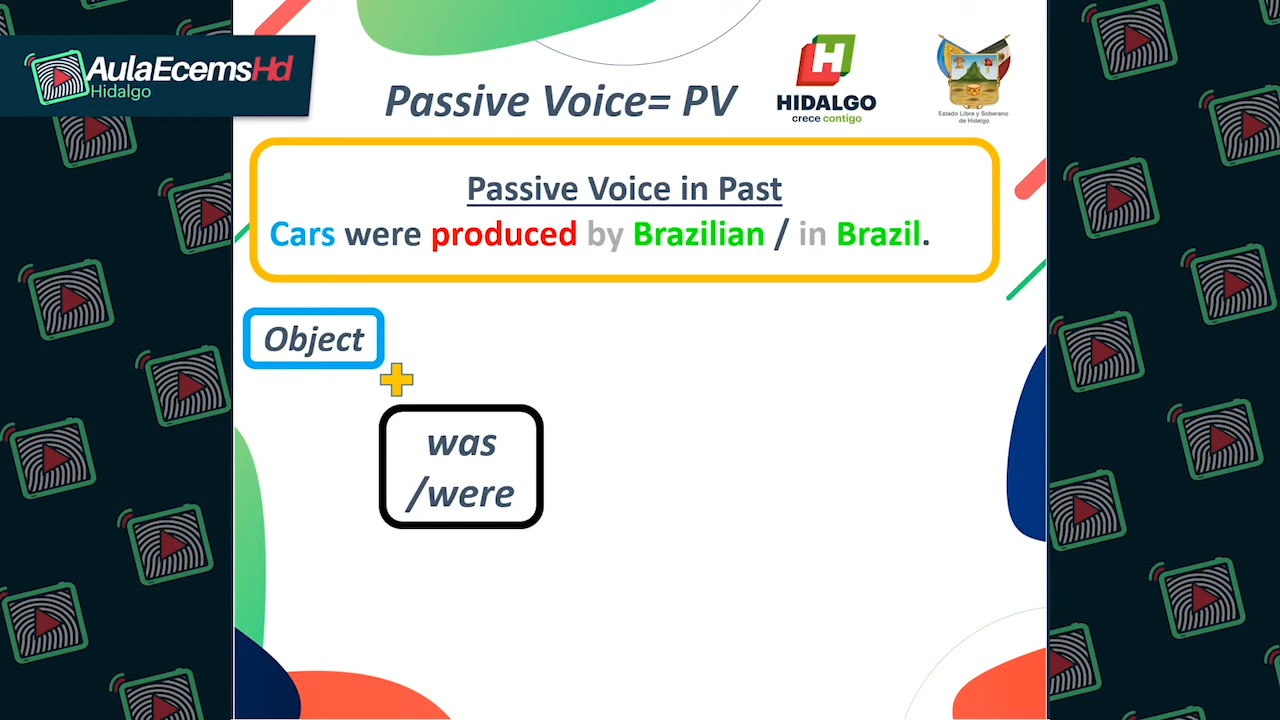 AulaEcemsHd
Hidalgo
Passive Voice= PV
H
HIDALGO
crece contigo
Estado Libre y Soberano
de Hidalgo
Passive Voice in Past
Cars were produced by Brazilian / in Brazil.
Object
was
/were